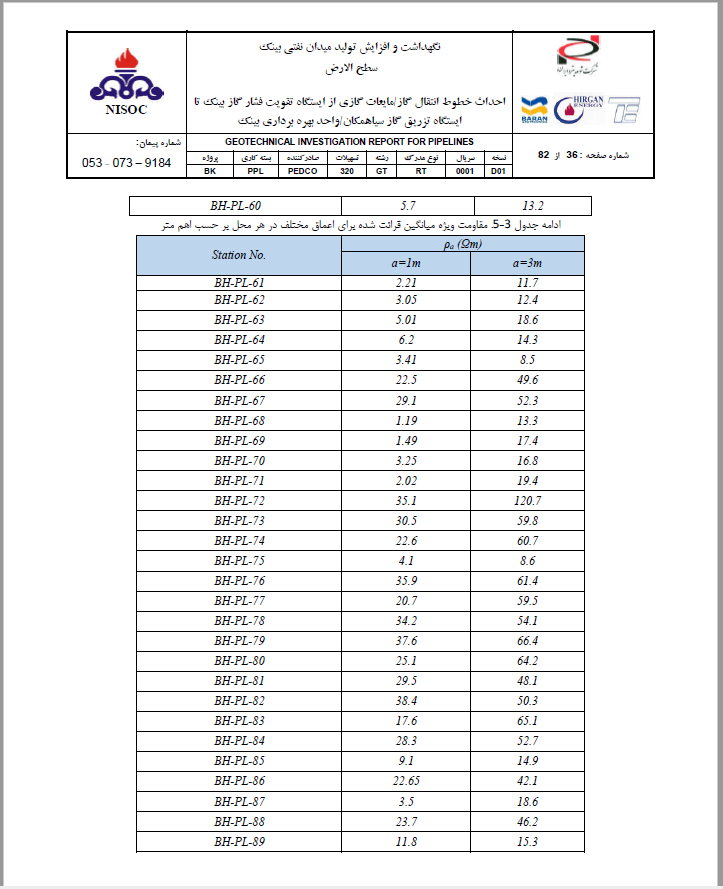 NISOC
نگهداشت و افزایش تولید میدان نفتی بینک
سطح الارض
احداث خطوط انتقال گاز/مایعات گازی از ایستگاه تقویت فشار گاز بینک تا
ایستگاه تزریق گاز سیاهمکان/واحد بهره برداری بینک
HIRGAN
ENERGY
شماره پیمان:
053 - 073 – 9184
GEOTECHNICAL INVESTIGATION REPORT FOR PIPELINES
پروژه بسته کاری صادرکننده تسهیلات رشته نوع مدرک سریال نسخه
BK PPL PEDCO 320 GT RT 0001 D01
شماره صفحه : 36 از 82
BH-PL-60 5.7 13.2
ادامه جدول 3-5. مقاومت ویژه میانگین قرائت شده برای اعماق مختلف در هر محل بر حسب اهم متر
Station No. ρa (Ωm)
a=1m a=3m
BH-PL-61 2.21 11.7
BH-PL-62 3.05 12.4
BH-PL-63 5.01 18.6
BH-PL-64 6.2 14.3
BH-PL-65 3.41 8.5
BH-PL-66 22.5 49.6
BH-PL-67 29.1 52.3
BH-PL-68 1.19 13.3
BH-PL-69 1.49 17.4
BH-PL-70 3.25 16.8
BH-PL-71 2.02 19.4
BH-PL-72 35.1 120.7
BH-PL-73 30.5 59.8
BH-PL-74 22.6 60.7
BH-PL-75 4.1 8.6
BH-PL-76 35.9 61.4
BH-PL-77 20.7 59.5
BH-PL-78 34.2 54.1
BH-PL-79 37.6 66.4
BH-PL-80 25.1 64.2
BH-PL-81 29.5 48.1
BH-PL-82 38.4 50.3
BH-PL-83 17.6 65.1
BH-PL-84 28.3 52.7
BH-PL-85 9.1 14.9
BH-PL-86 22.65 42.1
BH-PL-87 3.5 18.6
BH-PL-88 23.7 46.2
BH-PL-89 11.8 15.3